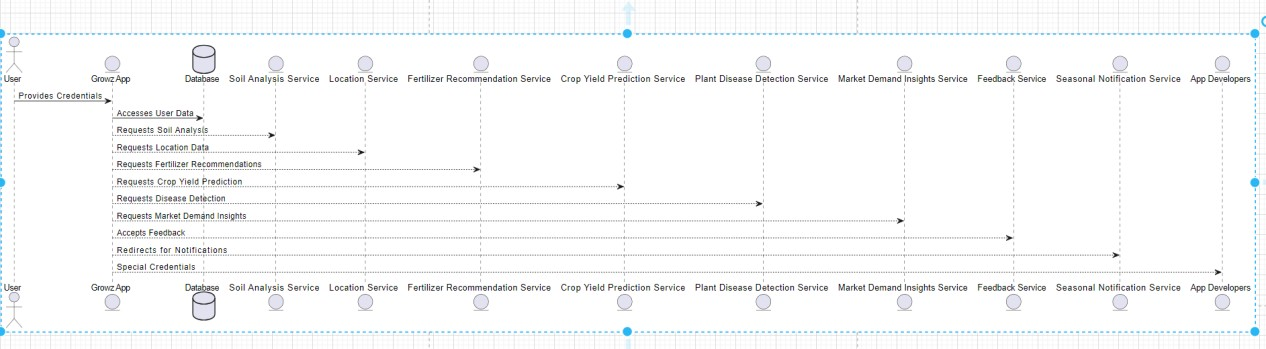 User Growz App Database Soil Analysis Service Location Service Fertilizer Recommendation Service Crop Yield Prediction Service Plant Disease Detection Service Market Demand Insights Service Feedback Service Seasonal Notification Service App Developers
Provides Credentials
Accesses User Data
Requests Soil Analysis
Requests Location Data
Requests Fertilizer Recommendations
Requests Crop Yield Prediction
Requests Disease Detection
Requests Market Demand Insights
Accepts Feedback
Redirects for Notifications
Special Credentials
User Growz App Database Soil Analysis Service Location Service Fertilizer Recommendation Service Crop Yield Prediction Service Plant Disease Detection Service Market Demand Insights Service Feedback Service Seasonal Notification Service App Developers